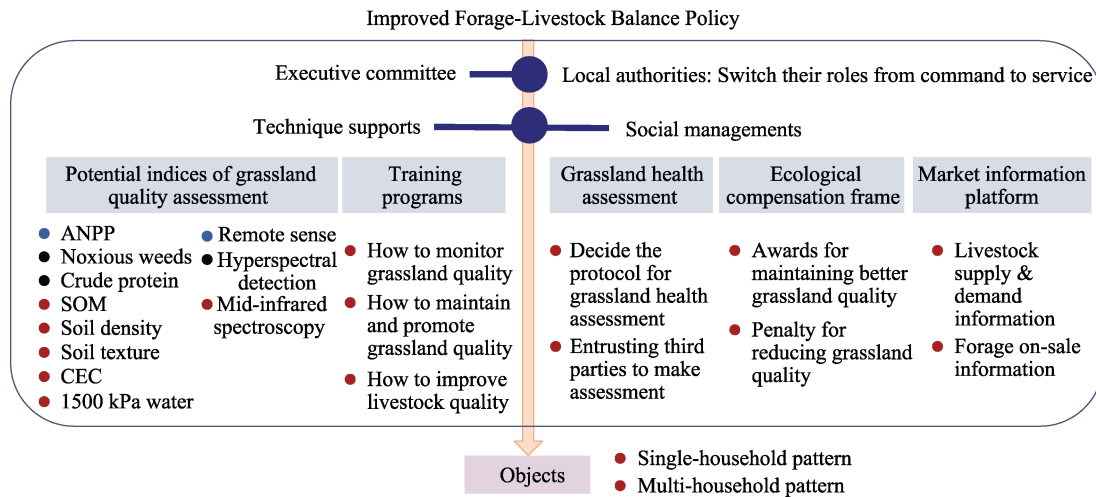 Improved Forage-Livestock Balance Policy
Executive committee
Local authorities: Switch their roles from command to service
Technique supports
Social managements
Potential indices of grassland
quality assessment
ANPP
Noxious weeds
Crude protein
SOM
Soil density
Soil texture
CEC
1500 kPa water
Remote sense
Hyperspectral
detection
Mid-infrared
spectroscopy
Training
programs
How to monitor
grassland quality
How to maintain
and promote
grassland quality
How to improve
livestock quality
Grassland health
assessment
Decide the
protocol for
grassland health
assessment
Entrusting third
parties to make
assessment
Ecological
compensation frame
Awards for
maintaining better
grassland quality
Penalty for
reducing grassland
quality
Market information
platform
Livestock
supply &
demand
information
Forage on-sale
information
Objects
Single-household pattern
Multi-household pattern